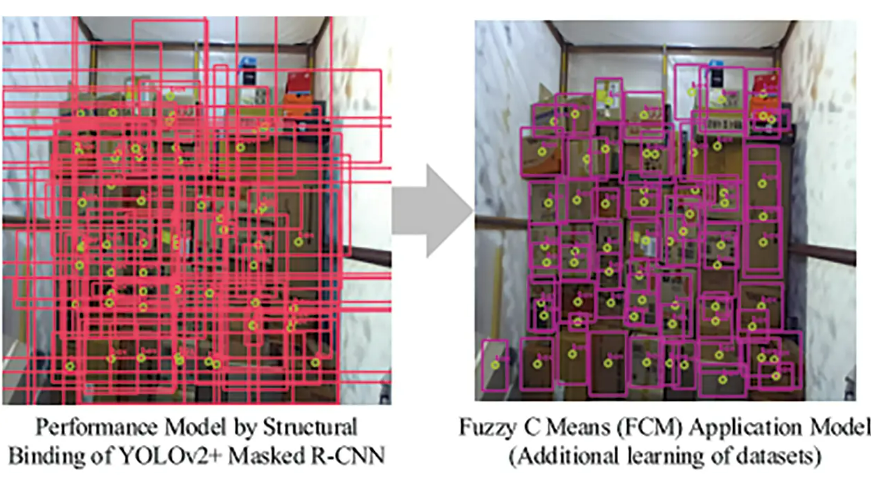 Performance Model by Structural
Binding of YOLOv2+ Masked R-CNN
Fuzzy C Means (FCM) Application Model
(Additional learning of datasets)